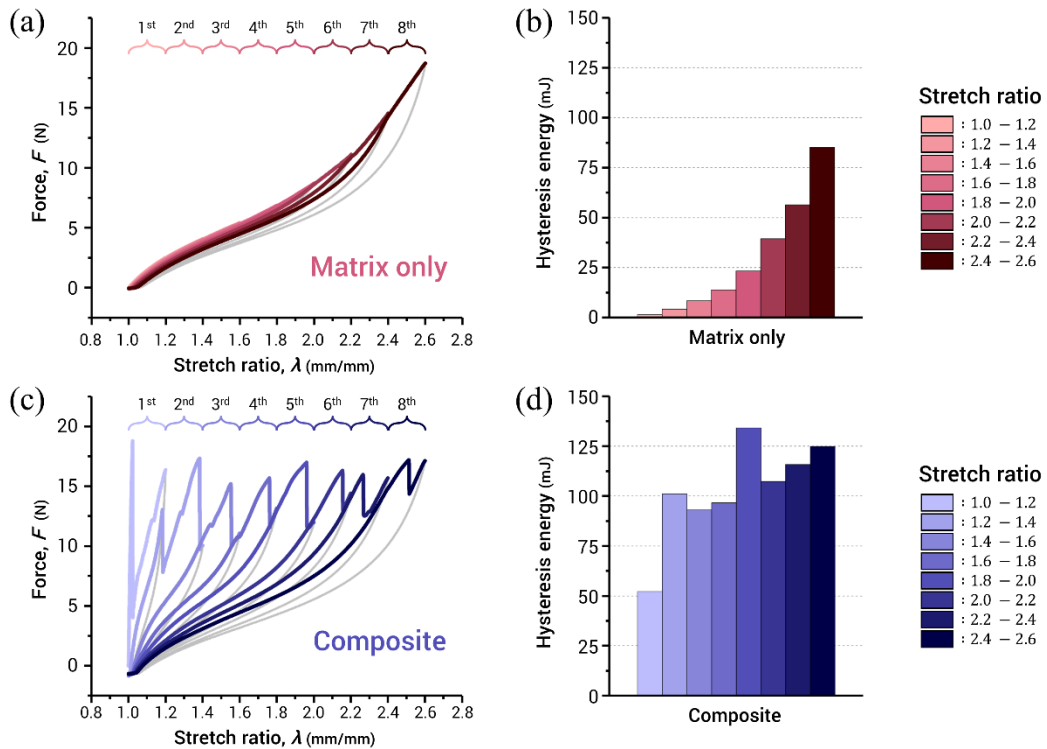 (a)
1st 2nd 3rd 4th 5th 6th 7th 8th
20
15
10
5
0
Force, F (N)
Matrix only
0.8 1.0 1.2 1.4 1.6 1.8 2.0 2.2 2.4 2.6 2.8
Stretch ratio, λ (mm/mm)
(b)
150
125
100
75
50
25
0
Hysteresis energy (mJ)
Matrix only
Stretch ratio
: 1.0 – 1.2
: 1.2 – 1.4
: 1.4 – 1.6
: 1.6 – 1.8
: 1.8 – 2.0
: 2.0 – 2.2
: 2.2 – 2.4
: 2.4 – 2.6
(c)
1st 2nd 3rd 4th 5th 6th 7th 8th
20
15
10
5
0
Force, F (N)
Composite
0.8 1.0 1.2 1.4 1.6 1.8 2.0 2.2 2.4 2.6 2.8
Stretch ratio, λ (mm/mm)
(d)
150
125
100
75
50
25
0
Hysteresis energy (mJ)
Composite
Stretch ratio
: 1.0 – 1.2
: 1.2 – 1.4
: 1.4 – 1.6
: 1.6 – 1.8
: 1.8 – 2.0
: 2.0 – 2.2
: 2.2 – 2.4
: 2.4 – 2.6